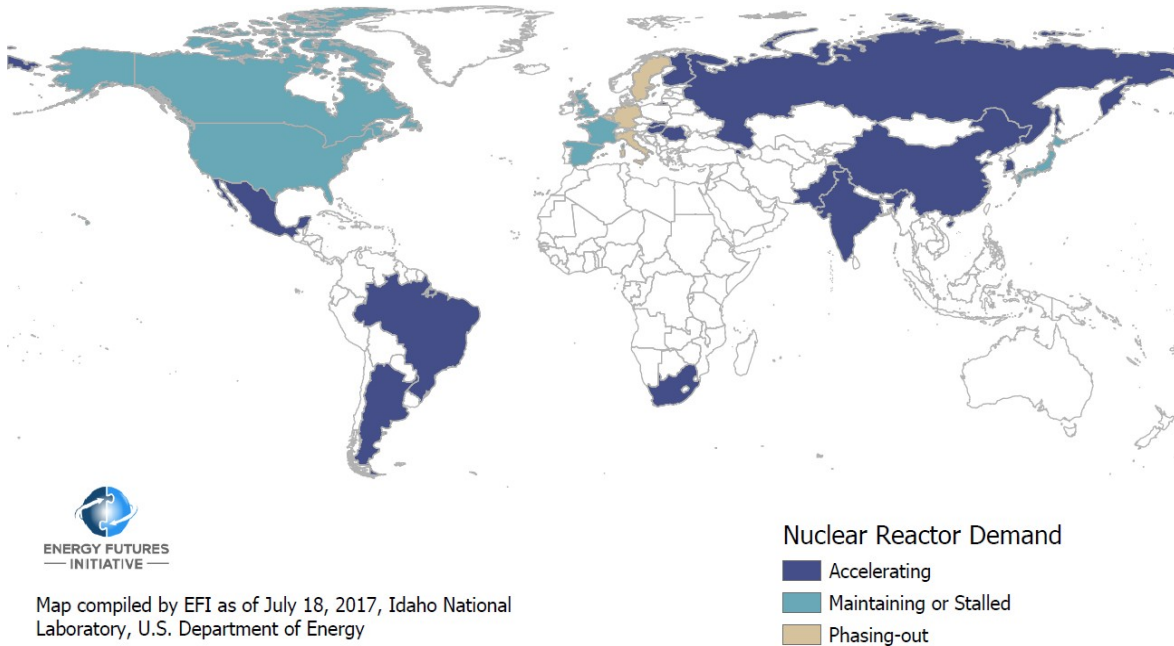 ENERGY FUTURES
INITIATIVE
Map compiled by EFI as of July 18, 2017, Idaho National
Laboratory, U.S. Department of Energy
Nuclear Reactor Demand
Accelerating
Maintaining or Stalled
Phasing-out